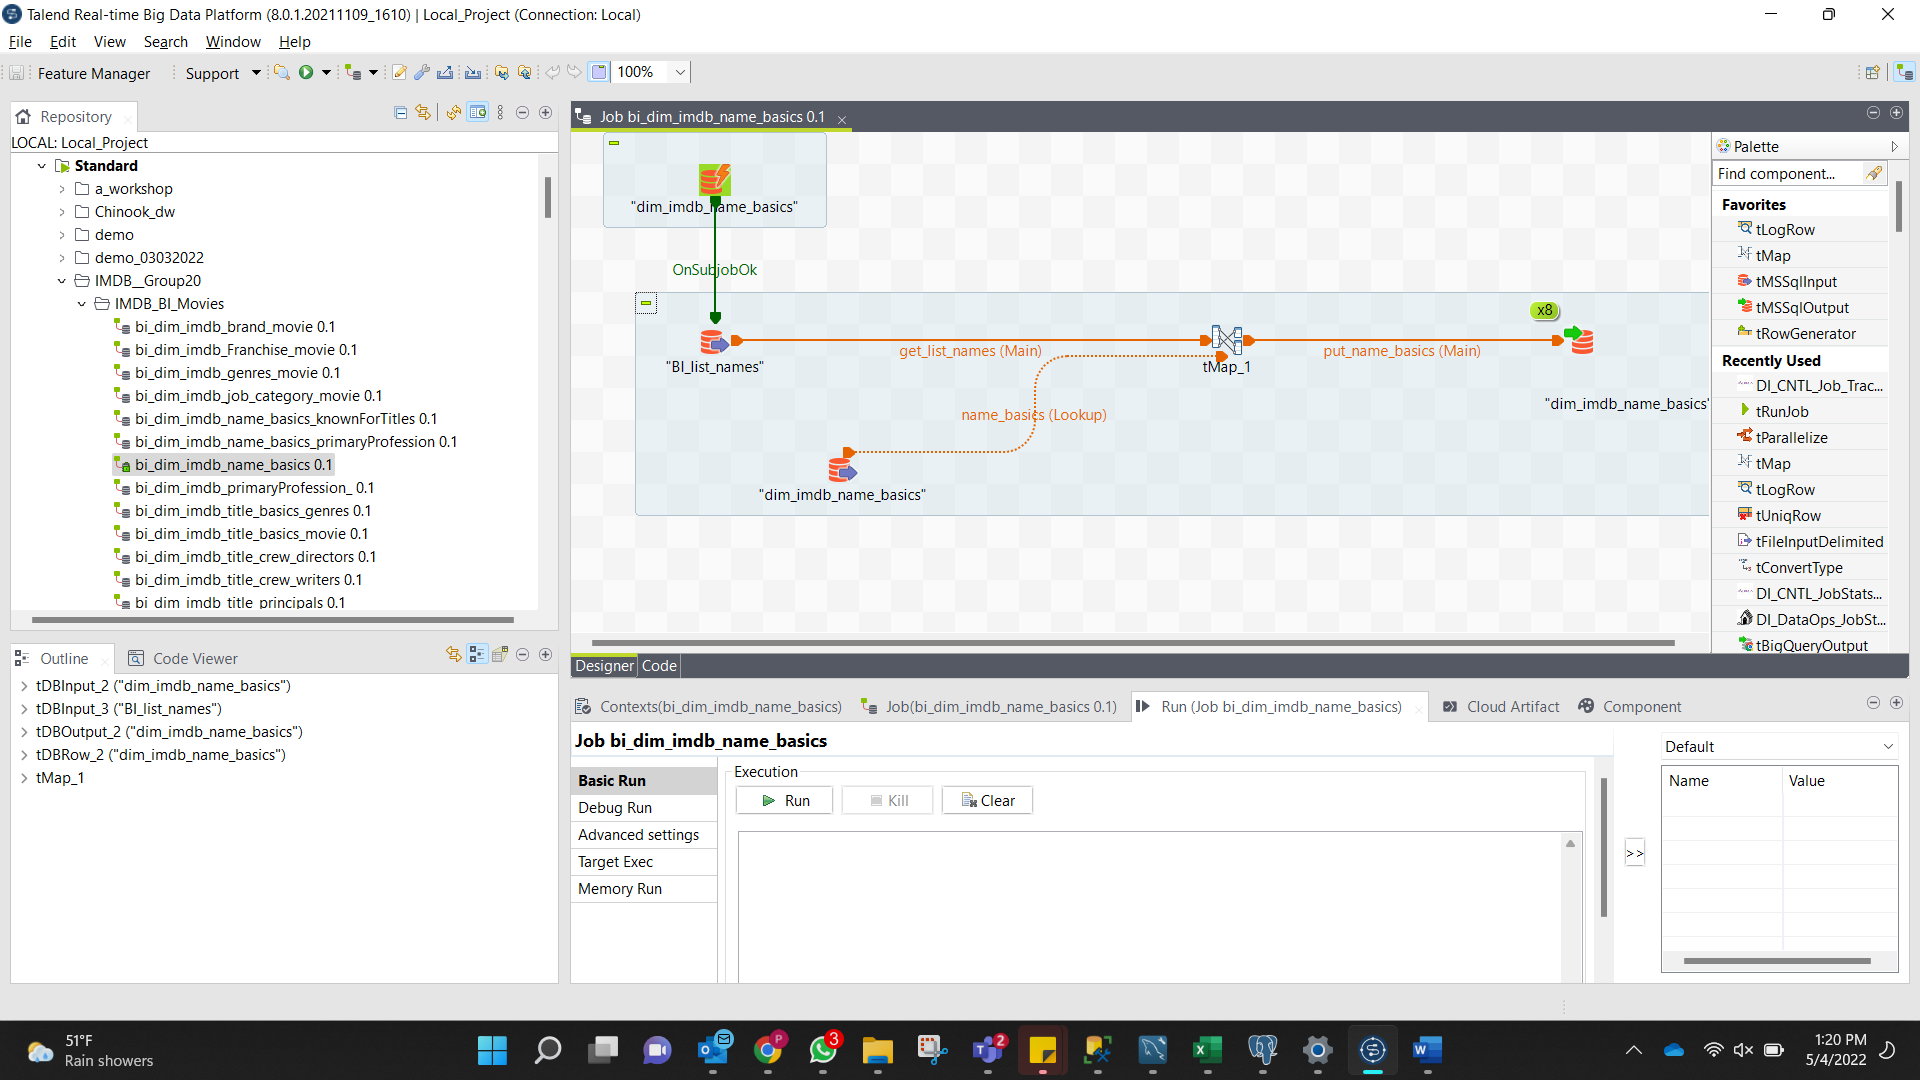 Talend Real-time Big Data Platform (8.0.1.20211109_1610) | Local_Project (Connection: Local)
File Edit View Search Window Help
Feature Manager Support 100%
Repository
LOCAL: Local_Project
Standard
a_workshop
Chinook_dw
demo
demo_03032022
IMDB__Group20
IMDB_BI_Movies
bi_dim_imdb_brand_movie 0.1
bi_dim_imdb_Franchise_movie 0.1
bi_dim_imdb_genres_movie 0.1
bi_dim_imdb_job_category_movie 0.1
bi_dim_imdb_name_basics_knownForTitles 0.1
bi_dim_imdb_name_basics_primaryProfession 0.1
bi_dim_imdb_name_basics 0.1
bi_dim_imdb_primaryProfession_ 0.1
bi_dim_imdb_title_basics_genres 0.1
bi_dim_imdb_title_basics_movie 0.1
bi_dim_imdb_title_crew_directors 0.1
bi_dim_imdb_title_crew_writers 0.1
bi_dim_imdb_title_principals 0.1
Outline Code Viewer
tDBInput_2 ("dim_imdb_name_basics")
tDBInput_3 ("BI_list_names")
tDBOutput_2 ("dim_imdb_name_basics")
tDBRow_2 ("dim_imdb_name_basics")
tMap_1
Job bi_dim_imdb_name_basics 0.1
"dim_imdb_name_basics"
OnSubjobOk
x8
get_list_names (Main)
put_name_basics (Main)
"BI_list_names"
tMap_1
"dim_imdb_name_basics"
name_basics (Lookup)
"dim_imdb_name_basics"
Designer Code
Palette
Find component...
Favorites
tLogRow
tMap
tMSSqlInput
tMSSqlOutput
tRowGenerator
Recently Used
DI_CNTL_Job_Trac...
tRunJob
tParallelize
tMap
tLogRow
tUniqRow
tFileInputDelimited
tConvertType
DI_CNTL_JobStats...
DI_DataOps_JobSt...
tBigQueryOutput
Contexts(bi_dim_imdb_name_basics) Job(bi_dim_imdb_name_basics 0.1) Run (Job bi_dim_imdb_name_basics) Cloud Artifact Component
Job bi_dim_imdb_name_basics
Basic Run
Debug Run
Advanced settings
Target Exec
Memory Run
Execution
Run Kill Clear
>>
Default
Name Value
51°F
Rain showers
P
3
2
1:20 PM
5/4/2022